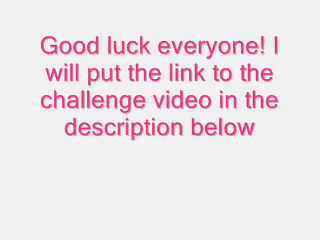 Good luck everyone! I
will put the link to the
challenge video in the
description below